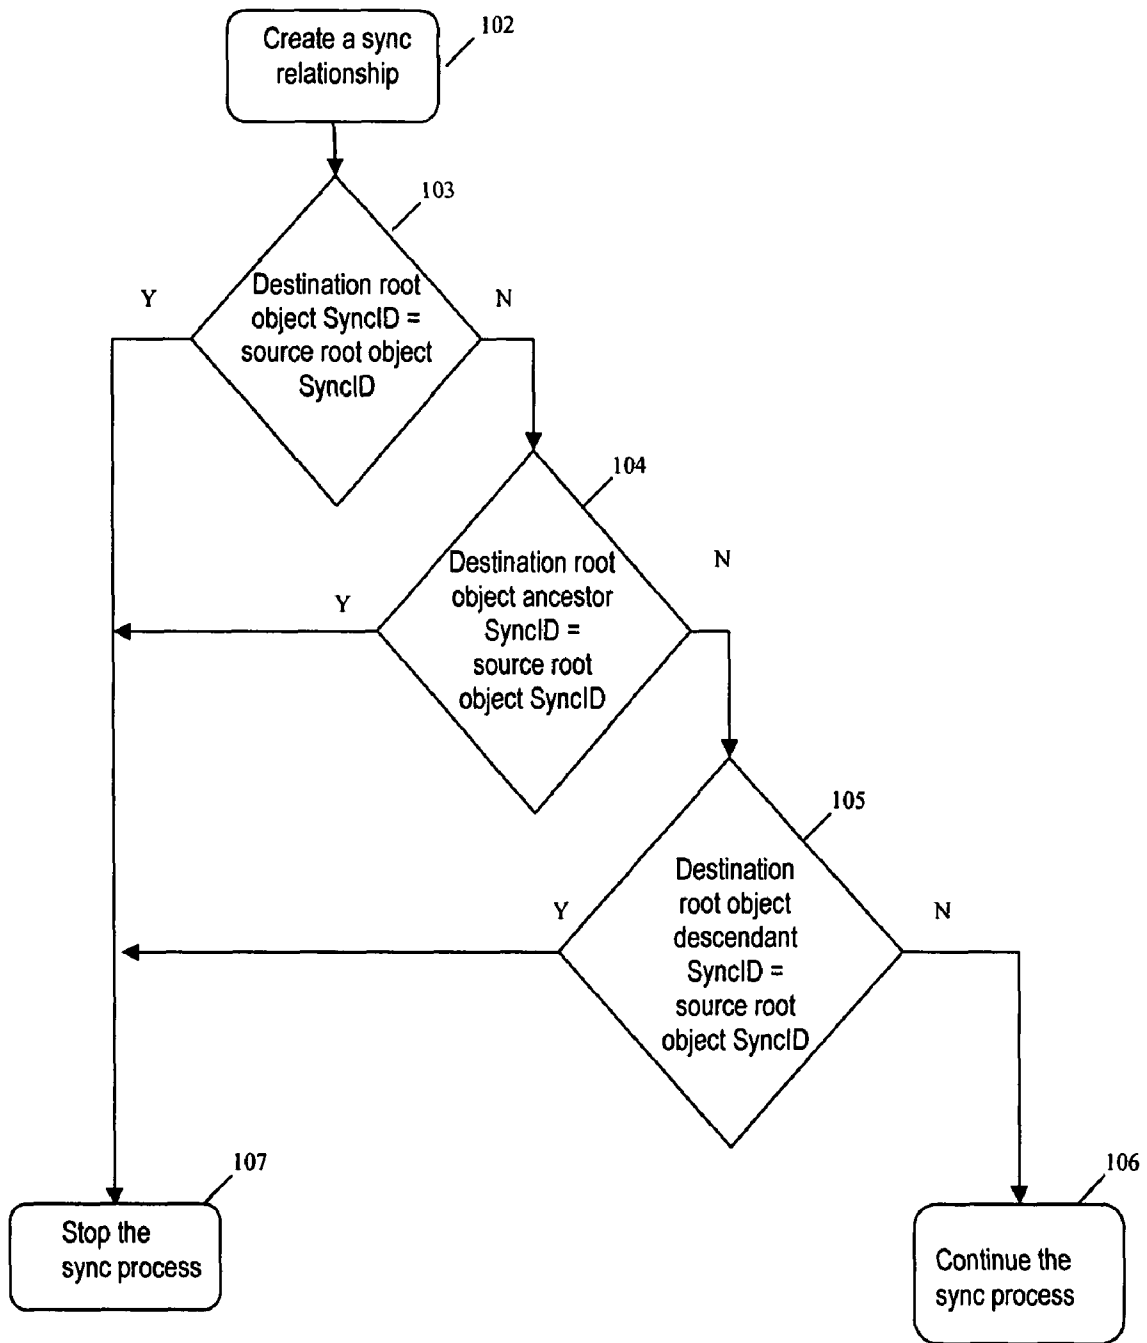 Create a sync
relationship
102
103
Destination root
object SyncID =
source root object
SyncID
Y
N
104
Destination root
object ancestor
SyncID =
source root
object SyncID
Y
N
105
Destination
root object
descendant
SyncID =
source root
object SyncID
Y
N
107
Stop the
sync process
106
Continue the
sync process